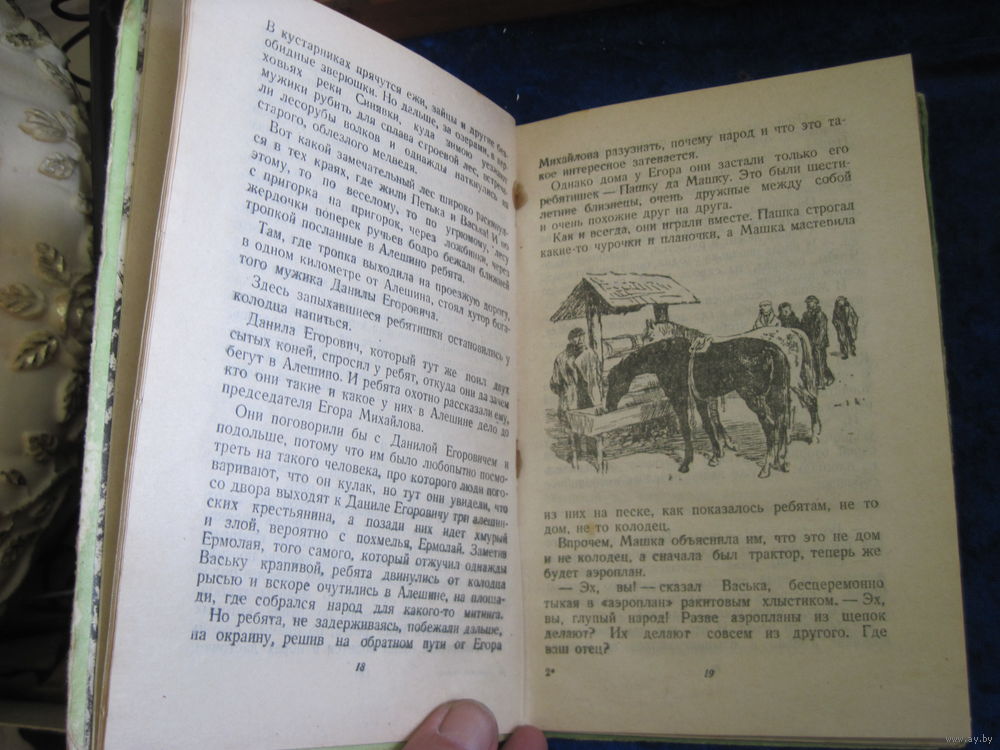 В кустарниках прячутся ежи, зайцы и другие без-
обидные зверюшки. Но дальше, за озерами, в вер-
ховьях реки Синявки, куда зимою уезжают
мужики рубить для сплава строевой лес, встреча-
ли лесорубы волков и однажды наткнулись на
старого, облезлого медведя.
Вот какой замечательный лес широко раскинул-
ся в тех краях, где жили Петька и Васька! И по
этому, то по веселому, то по угрюмому, лесу
с пригорка на пригорок, через ложбинки, через
жердочки поперек ручьев бодро бежали ближней
тропкой посланные в Алешино ребята.
Там, где тропка выходила на проезжую дорогу,
в одном километре от Алешина, стоял хутор бога-
того мужика Данилы Егоровича.
Здесь запыхавшиеся ребятишки остановились у
колодца напиться.
Данила Егорович, который тут же поил двух
сытых коней, спросил у ребят, откуда они да зачем
бегут в Алешино. И ребята охотно рассказали ему,
кто они такие и какое у них в Алешине дело до
председателя Егора Михайлова.
Они поговорили бы с Данилой Егоровичем и
подольше, потому что им было любопытно посмо-
треть на такого человека, про которого люди пого-
варивают, что он кулак, но тут они увидели, что
со двора выходят к Даниле Егоровичу три алешин-
ских крестьянина, а позади них идет хмурый
и злой, вероятно с похмелья, Ермолай. Заметив
Ермолая, того самого, который отжучил однажды
Ваську крапивой, ребята двинулись от колодца
рысью и вскоре очутились в Алешине, на площа-
ди, где собрался народ для какого-то митинга.
Но ребята, не задерживаясь, побежали дальше,
на окраину, решив на обратном пути от Егора
18
Михайлова разузнать, почему народ и что это та-
кое интересное затевается.
Однако дома у Егора они застали только его
ребятишек — Пашку да Машку. Это были шести-
летние близнецы, очень дружные между собой
и очень похожие друг на друга.
Как и всегда, они играли вместе. Пашка строгал
какие-то чурочки и планочки, а Машка мастерила
из них на песке, как показалось ребятам, не то
дом, не то колодец.
Впрочем, Машка объяснила им, что это не дом
и не колодец, а сначала был трактор, теперь же
будет аэроплан.
— Эх, вы! — сказал Васька, бесцеремонно
тыкая в «аэроплан» ракитовым хлыстиком. — Эх,
вы, глупый народ! Разве аэропланы из щепок
делают? Их делают совсем из другого. Где
ваш отец?
2*
19
www.ay.by